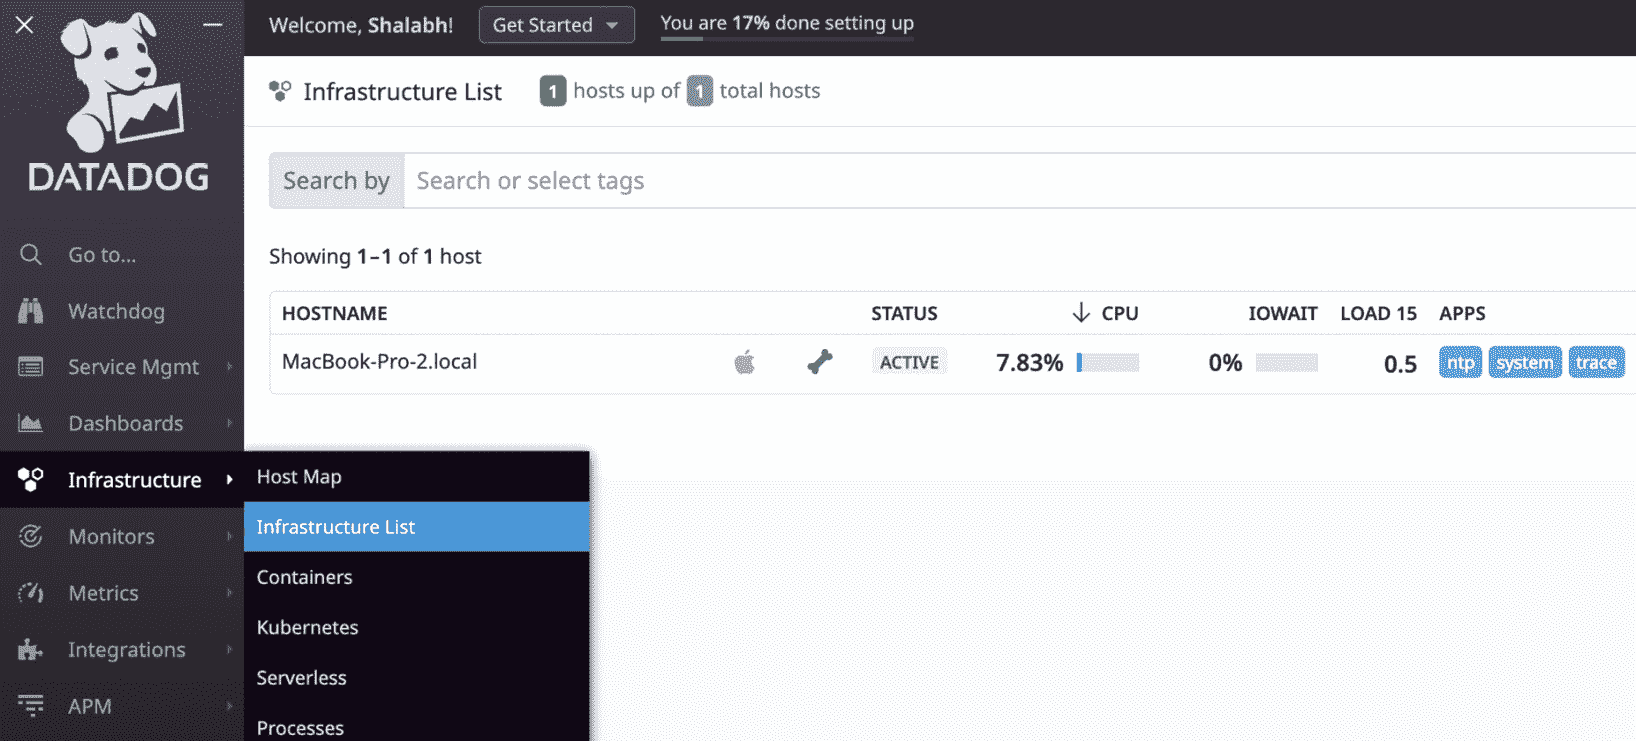 Welcome, Shalabh! Get Started You are 17% done setting up
DATADOG
Go to...
Watchdog
Service Mgmt
Dashboards
Infrastructure
Monitors
Metrics
Integrations
APM
Host Map
Infrastructure List
Containers
Kubernetes
Serverless
Processes
Infrastructure List 1 hosts up of 1 total hosts
Search by Search or select tags
Showing 1–1 of 1 host
HOSTNAME STATUS CPU IOWAIT LOAD 15 APPS
MacBook-Pro-2.local ACTIVE 7.83% 0% 0.5 ntp system trace